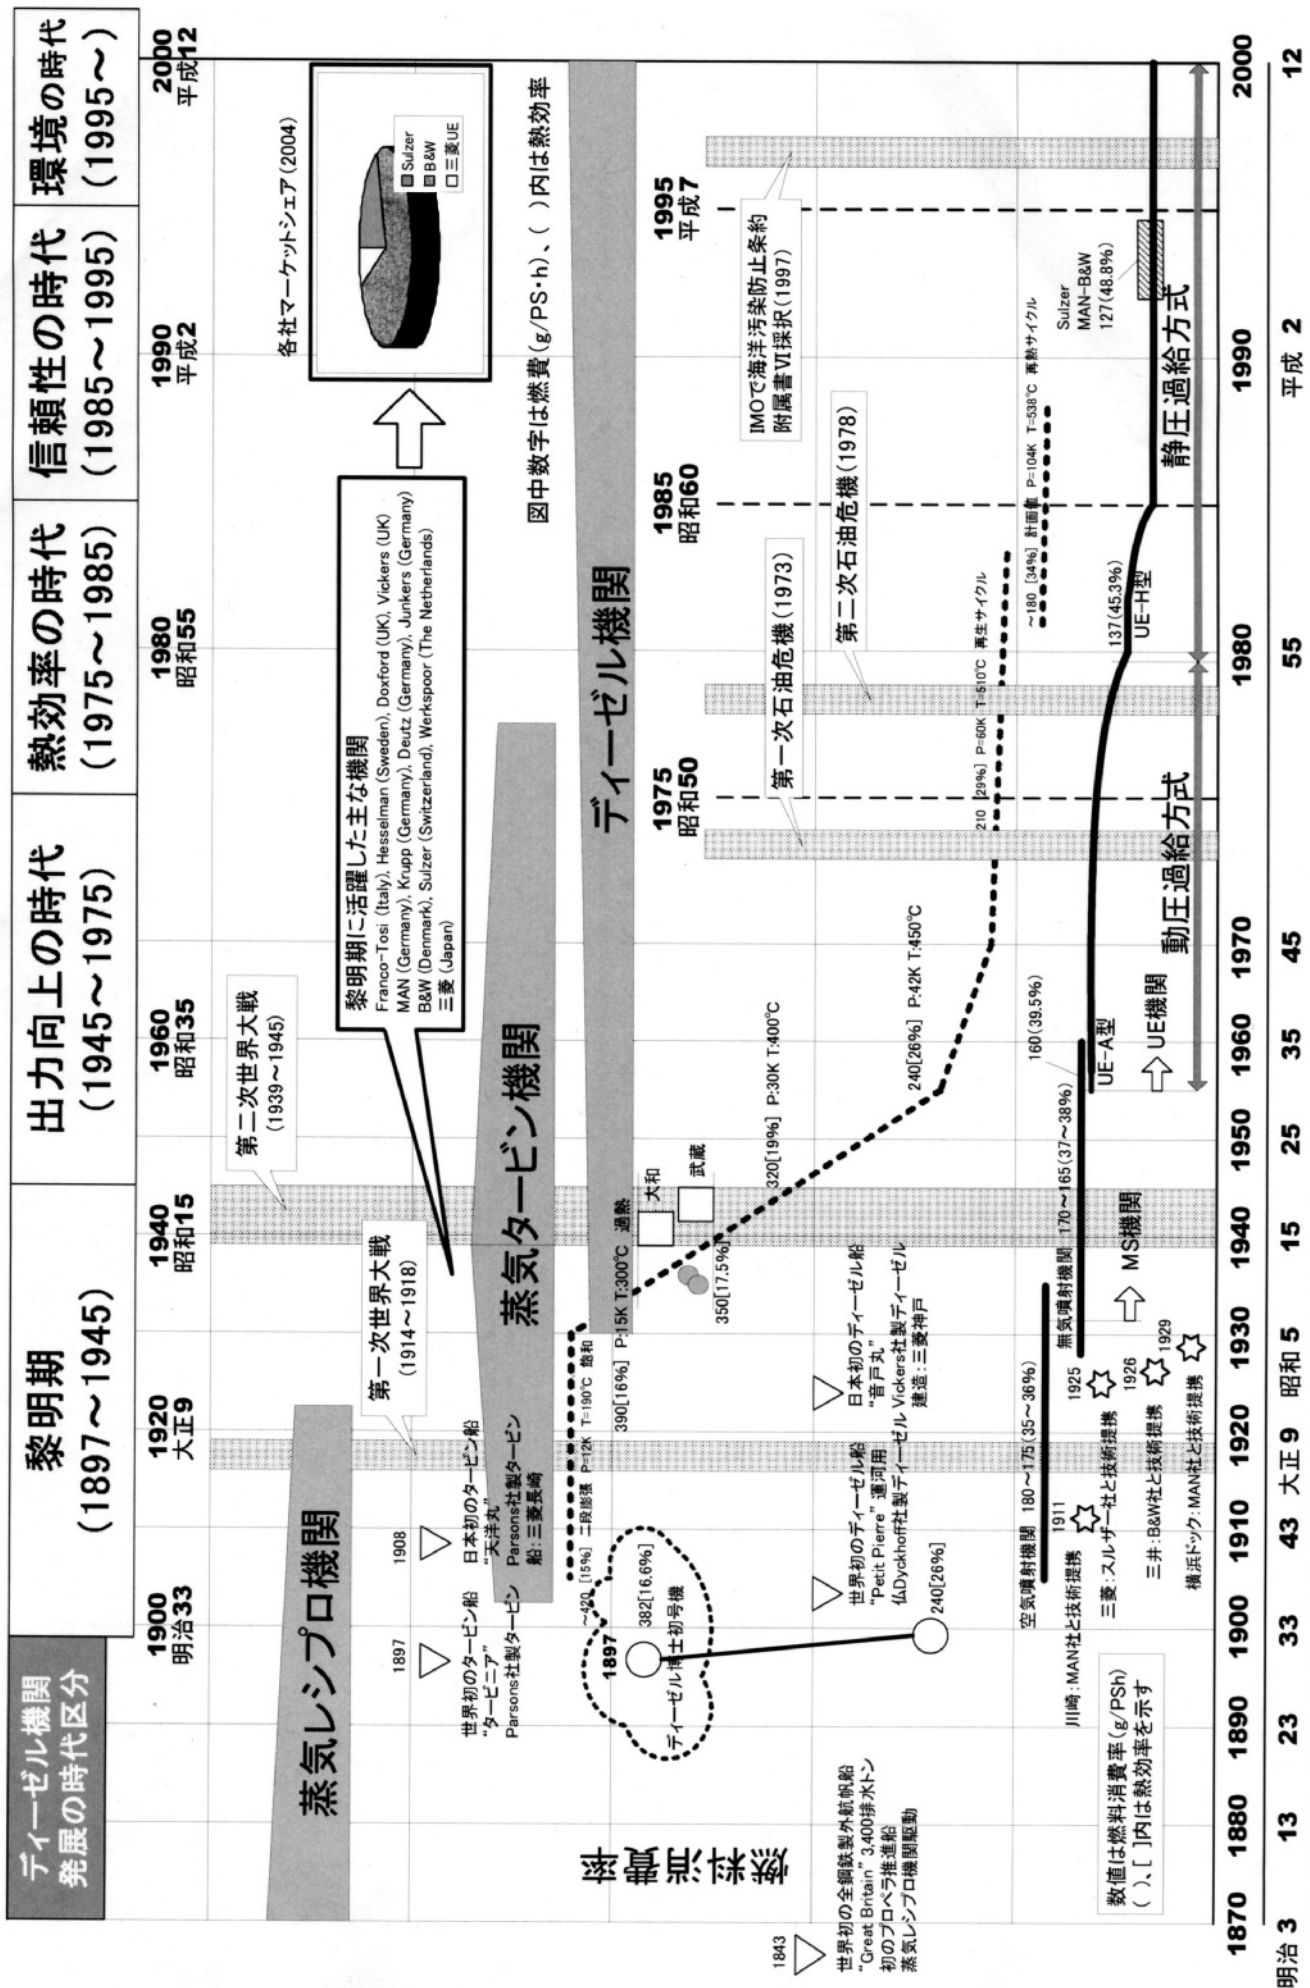 ディーゼル機関
発展の時代区分
黎明期
(1897～1945)
出力向上の時代
(1945～1975)
熱効率の時代
(1975～1985)
信頼性の時代
(1985～1995)
環境の時代
(1995～)
1900
明治33
1920
大正9
1940
昭和15
1960
昭和35
1980
昭和55
1990
平成2
2000
平成12
第一次世界大戦
(1914～1918)
第二次世界大戦
(1939～1945)
各社マーケットシェア(2004)
Sulzer
B&W
三菱UE
黎明期に活躍した主な機関
Franco-Tosi (Italy), Hesselman (Sweden), Doxford (UK), Vickers (UK)
MAN (Germany), Krupp (Germany), Deutz (Germany), Junkers (Germany)
B&W (Denmark), Sulzer (Switzerland), Werkspoor (The Netherlands)
三菱 (Japan)
図中数字は燃費(g/PS・h)、( )内は熱効率
蒸気レシプロ機関
蒸気タービン機関
ディーゼル機関
1897
世界初のタービン船
“タービニア”
Parsons社製タービン
1908
日本初のタービン船
“天洋丸”
Parsons社製タービン
船:三菱長崎
～420 [15%] 二段膨張 P=12K T=190℃ 飽和
390[16%] P:15K T:300℃ 過熱
大和
武蔵
350[17.5%]
320[19%] P:30K T:400℃
240[26%] P:42K T:450℃
210 [29%] P=60K T=510℃ 再生サイクル
～180 [34%] 計画値 P=104K T=538℃ 再熱サイクル
1975
昭和50
1985
昭和60
1995
平成7
第一次石油危機(1973)
第二次石油危機(1978)
IMOで海洋汚染防止条約
附属書Ⅵ採択(1997)
1897
382[16.6%]
ディーゼル博士初号機
240[26%]
燃料消費率
1843
世界初の全鋼鉄製外航帆船
“Great Britain” 3,400排水トン
初のプロペラ推進船
蒸気レシプロ機関駆動
世界初のディーゼル船
“Petit Pierre” 運河用
仏Dyckhoff社製ディーゼル
日本初のディーゼル船
“音戸丸”
Vickers社製ディーゼル
建造:三菱神戸
空気噴射機関 180～175(35～36%)
無気噴射機関 170～165(37～38%)
160(39.5%)
UE-A型
137(45.3%)
UE-H型
Sulzer
MAN-B&W
127(48.8%)
1911
川崎:MAN社と技術提携
1925
三菱:スルザー社と技術提携
1926
三井:B&W社と技術提携
1929
横浜ドック:MAN社と技術提携
MS機関
UE機関
動圧過給方式
静圧過給方式
数値は燃料消費率(g/PSh)
( )、[ ]内は熱効率を示す
1870 1880 1890 1900 1910 1920 1930 1940 1950 1960 1970 1980 1990 2000
明治 3 13 23 33 43 大正 9 昭和 5 15 25 35 45 55 平成 2 12